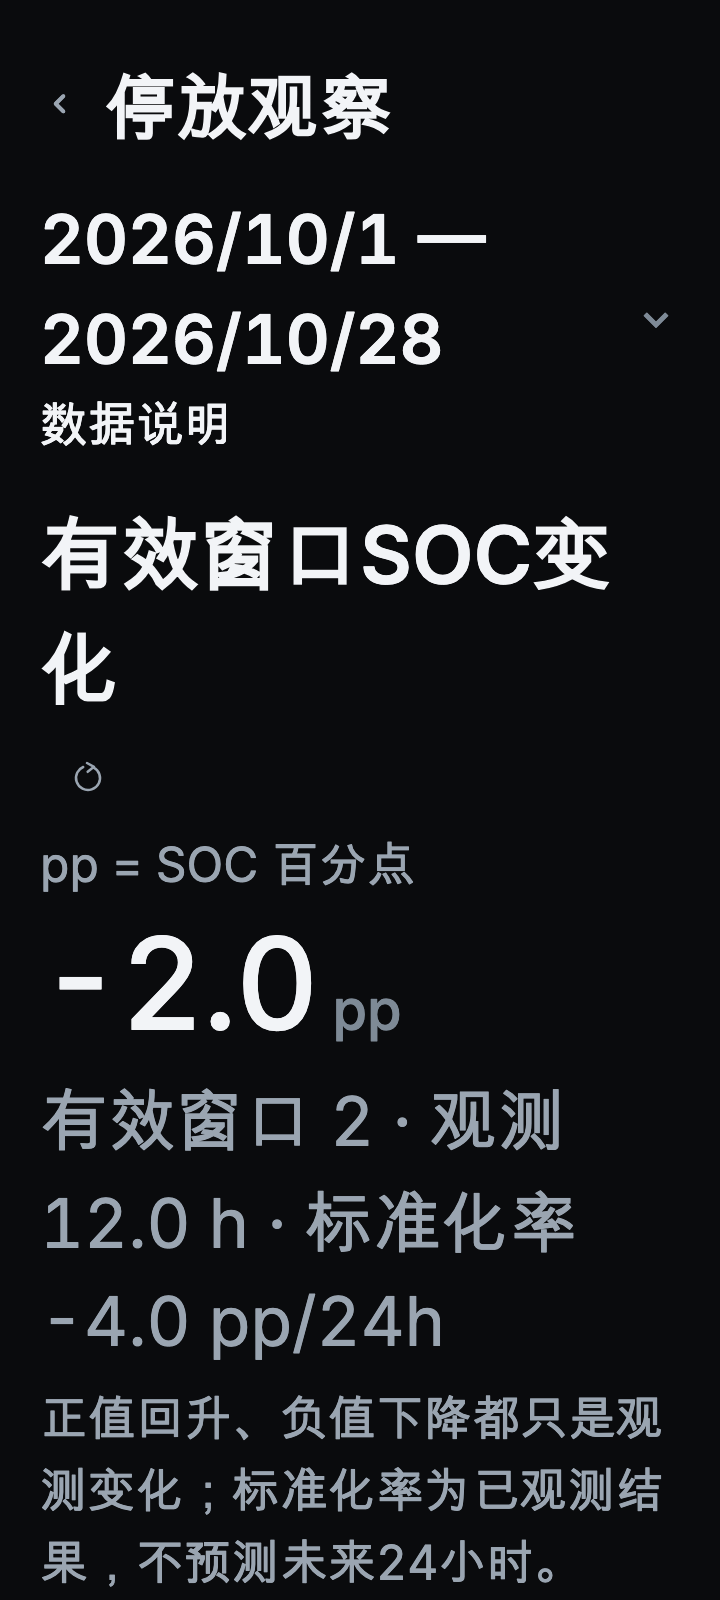 停放观察
2026/10/1 —
2026/10/28
数据说明
有效窗口SOC变
化
pp = SOC 百分点
-2.0 pp
有效窗口 2 · 观测
12.0 h · 标准化率
-4.0 pp/24h
正值回升、负值下降都只是观
测变化；标准化率为已观测结
果，不预测未来24小时。